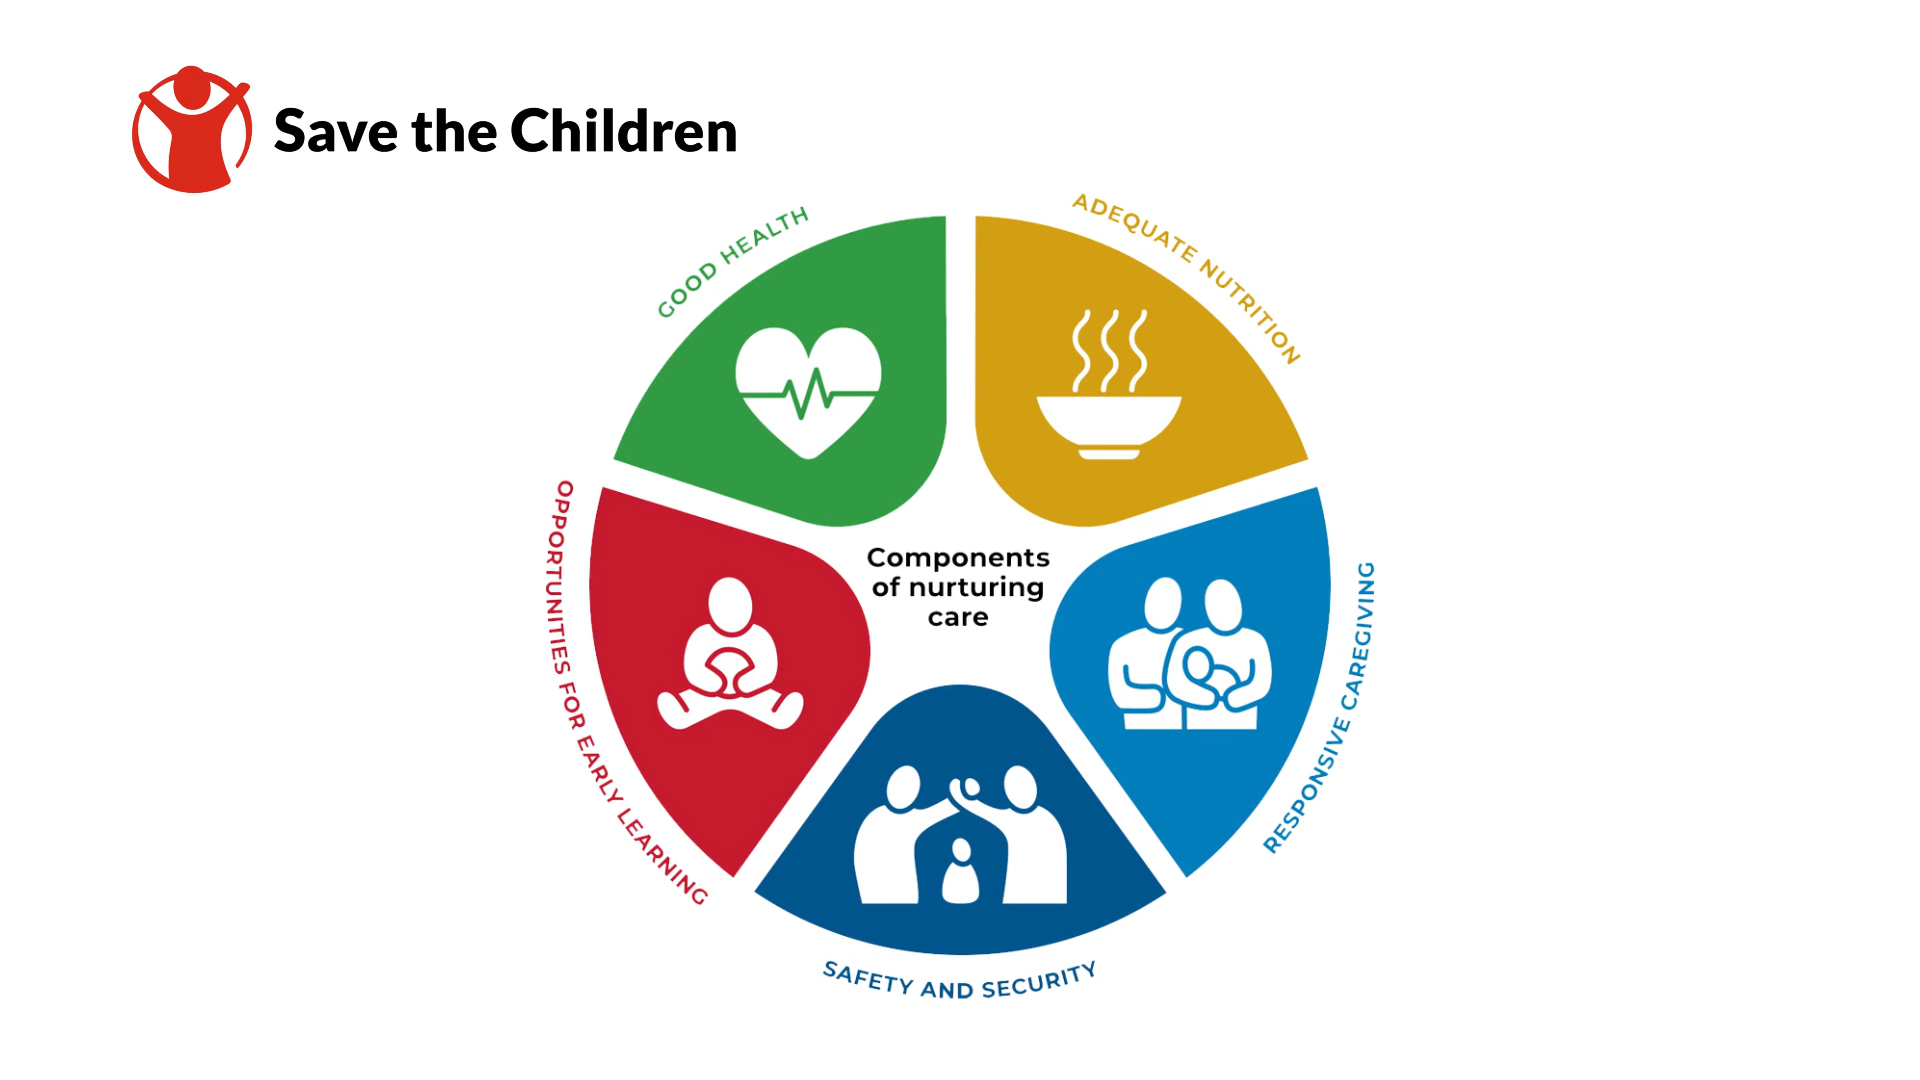 Save the Children
GOOD HEALTH
ADEQUATE NUTRITION
Components
of nurturing
care
OPPORTUNITIES FOR EARLY LEARNING
RESPONSIVE CAREGIVING
SAFETY AND SECURITY